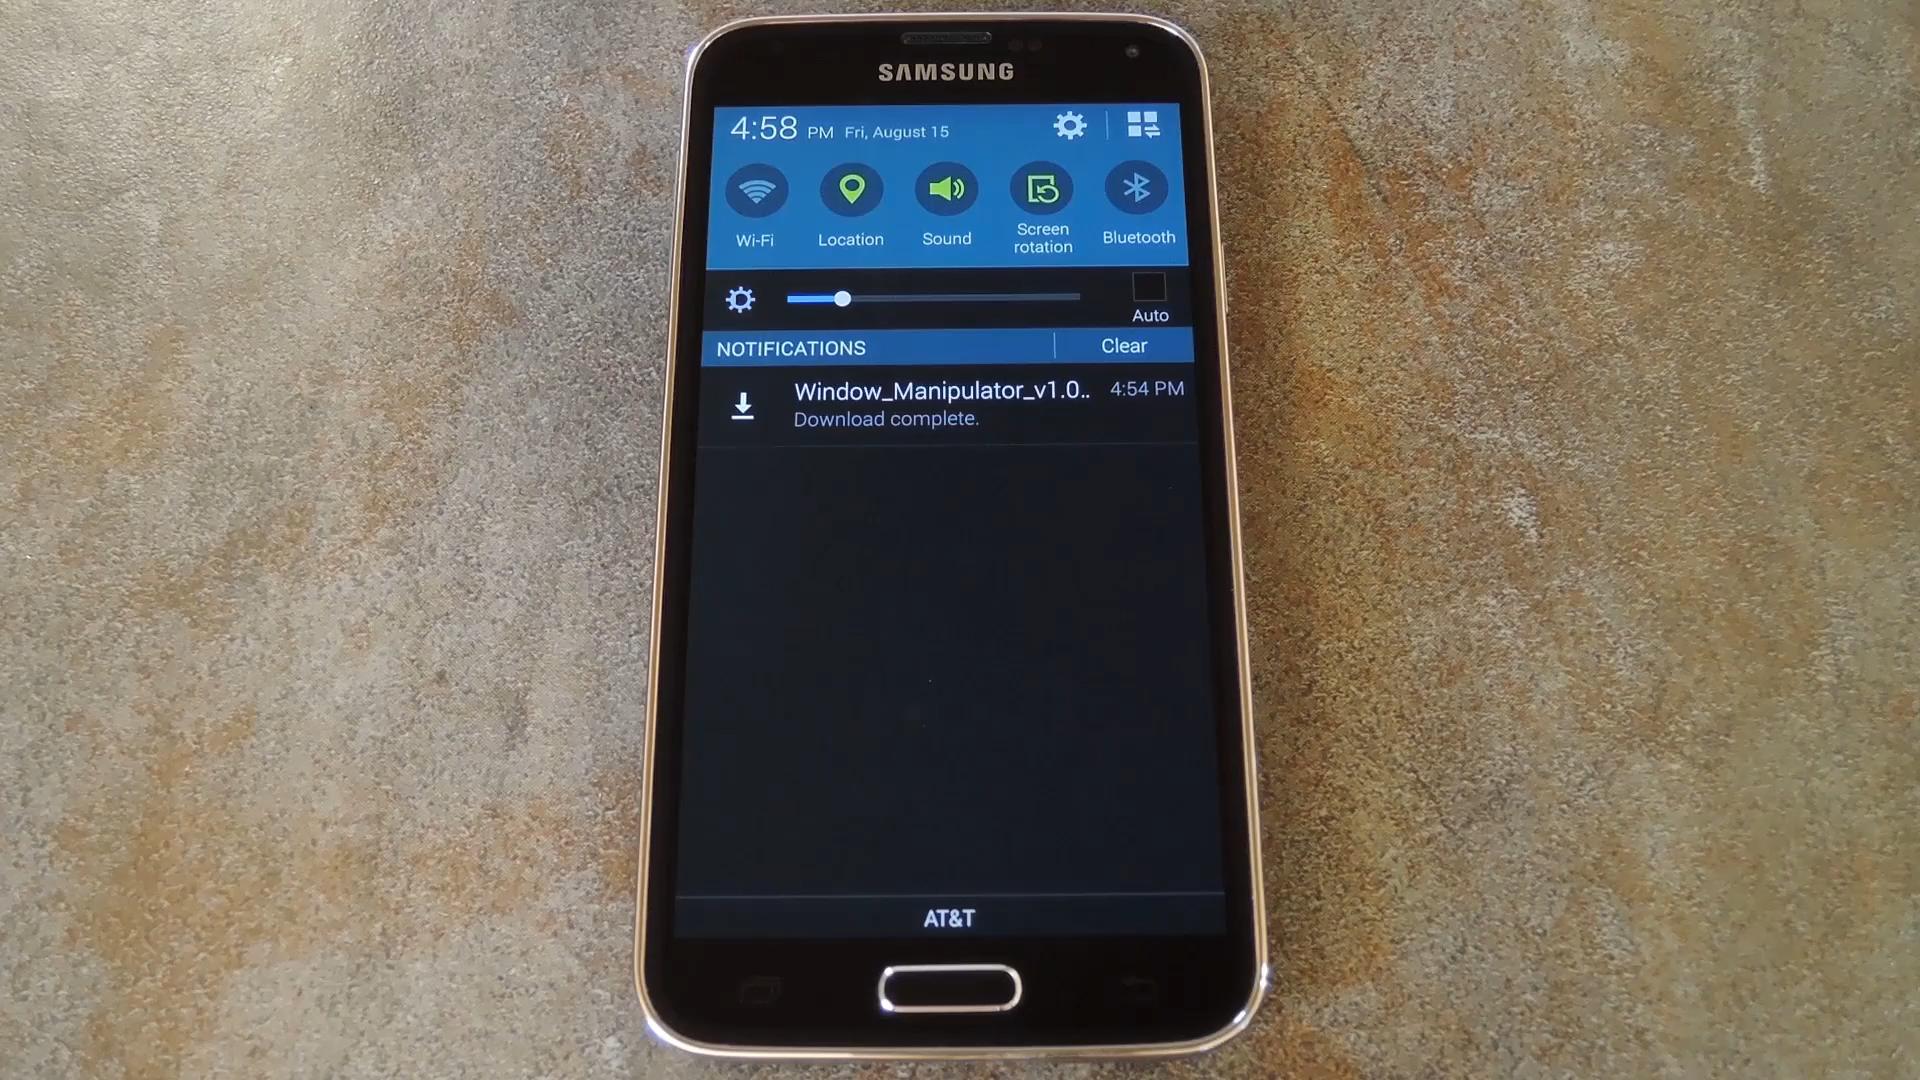 SAMSUNG
4:58 PM Fri, August 15
Wi-Fi Location Sound Screen rotation Bluetooth
Auto
NOTIFICATIONS Clear
Window_Manipulator_v1.0.. 4:54 PM
Download complete.
AT&T